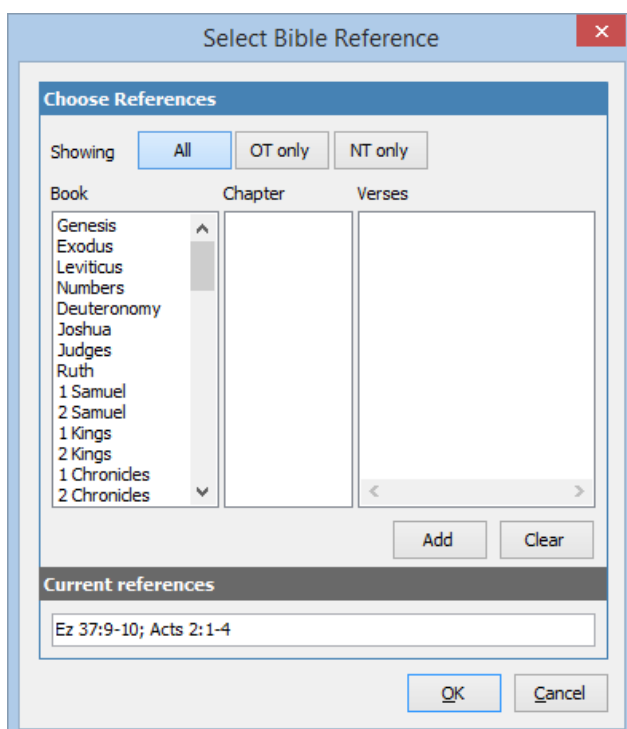 Select Bible Reference
Choose References
Showing All OT only NT only
Book Chapter Verses
Genesis
Exodus
Leviticus
Numbers
Deuteronomy
Joshua
Judges
Ruth
1 Samuel
2 Samuel
1 Kings
2 Kings
1 Chronicles
2 Chronicles
Add Clear
Current references
Ez 37:9-10; Acts 2:1-4
OK Cancel